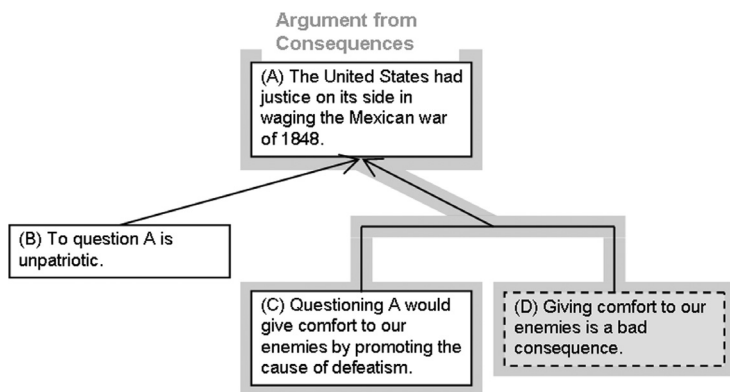 Argument from
Consequences
(A) The United States had
justice on its side in
waging the Mexican war
of 1848.
(B) To question A is
unpatriotic.
(C) Questioning A would
give comfort to our
enemies by promoting the
cause of defeatism.
(D) Giving comfort to our
enemies is a bad
consequence.